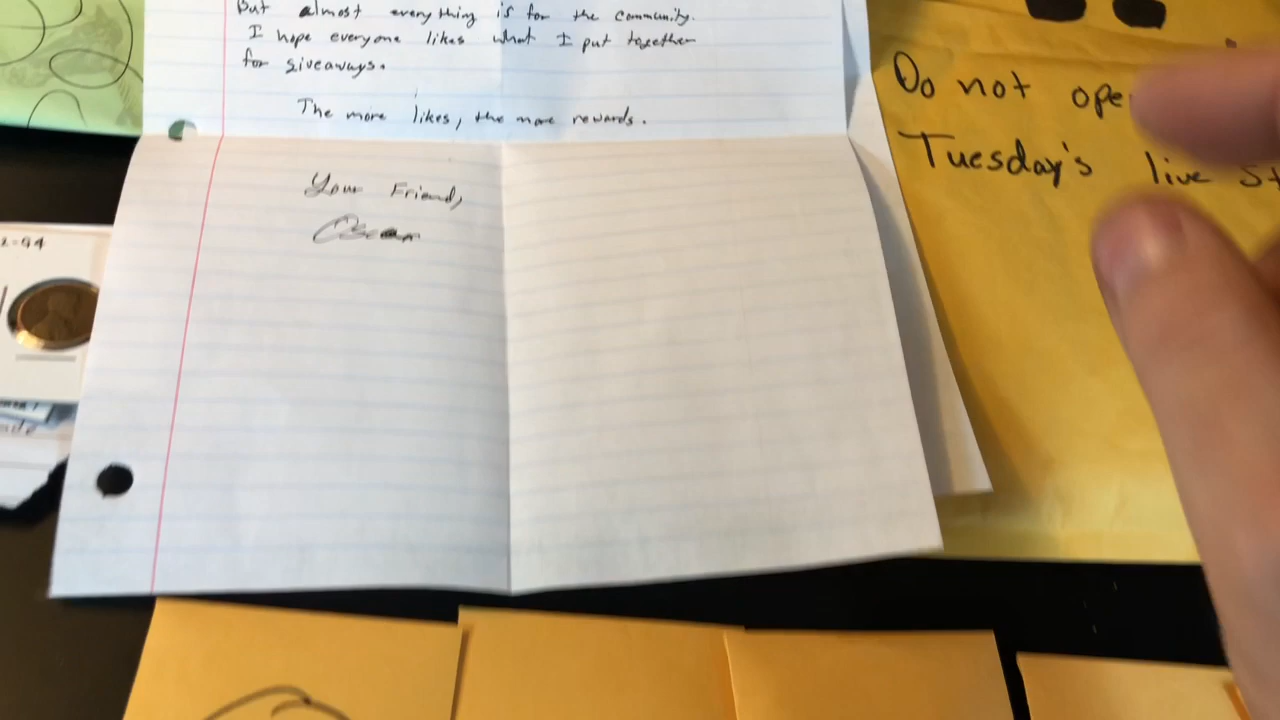 But almost everything is for the community.
I hope everyone likes what I put together
for giveaways.
The more likes, the more rewards.
Your Friend,
Oscar
Do not ope
Tuesday's live st